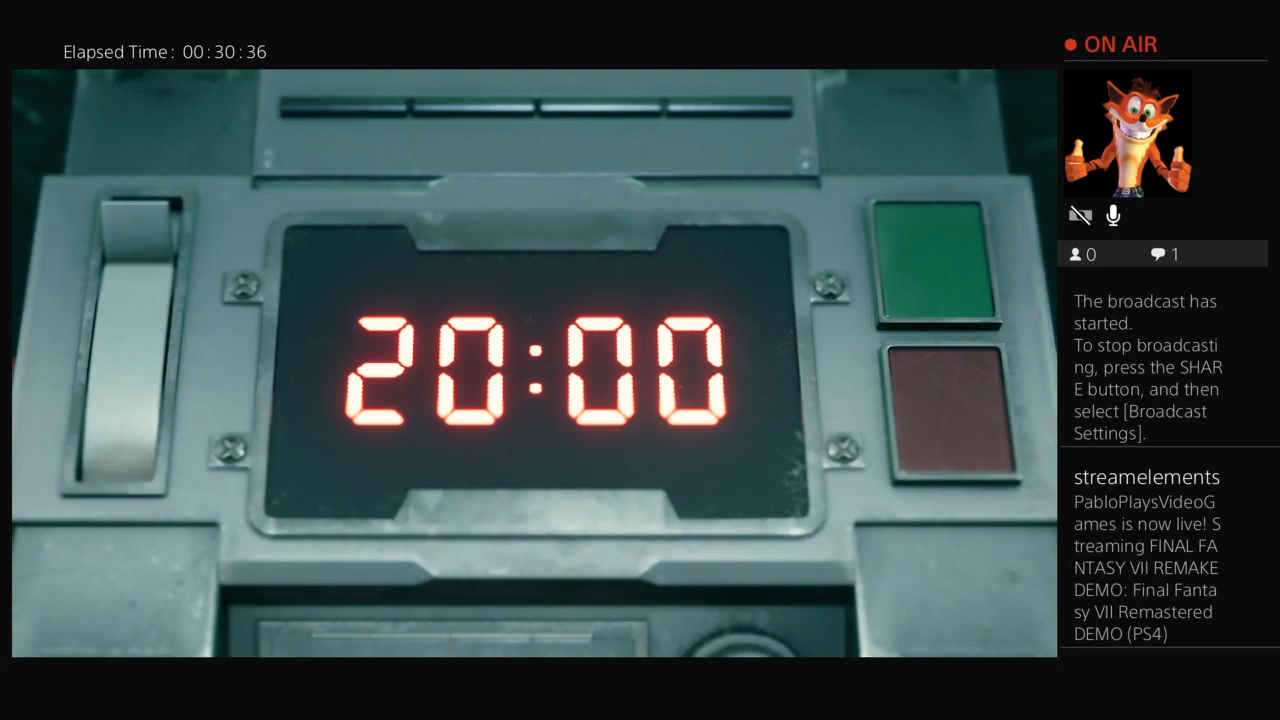 Elapsed Time: 00:30:36
ON AIR
20:00
0 1
The broadcast has
started.
To stop broadcasti
ng, press the SHAR
E button, and then
select [Broadcast
Settings].
streamelements
PabloPlaysVideoG
ames is now live! S
treaming FINAL FA
NTASY VII REMAKE
DEMO: Final Fanta
sy VII Remastered
DEMO (PS4)